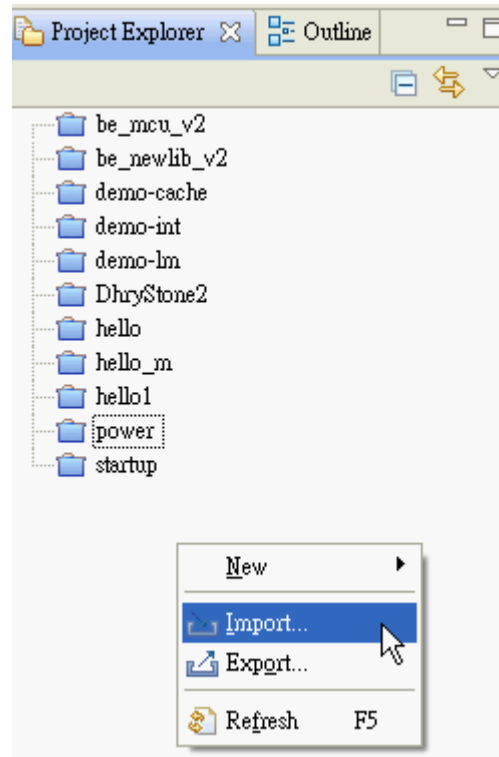 Project Explorer Outline
be_mcu_v2
be_newlib_v2
demo-cache
demo-int
demo-lm
DhryStone2
hello
hello_m
hello1
power
startup
New
Import...
Export...
Refresh F5